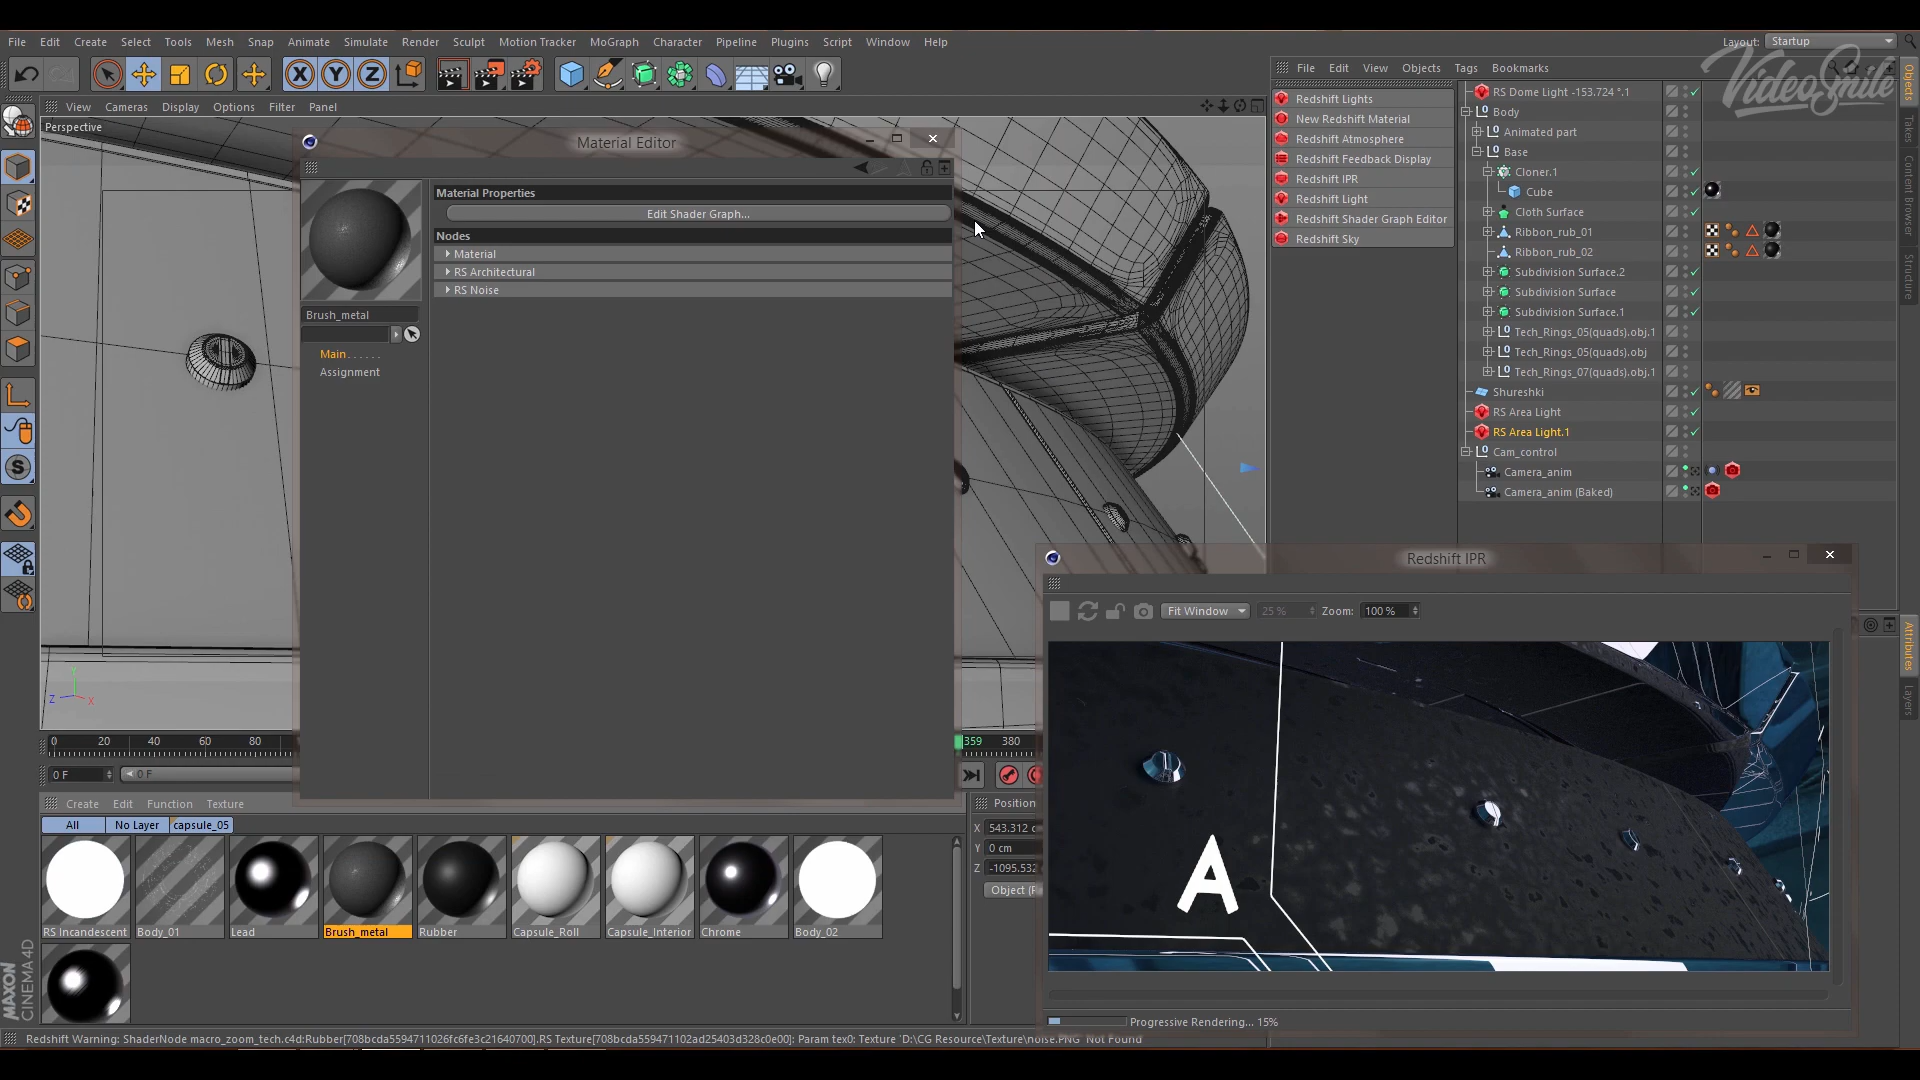 File Edit Create Select Tools Mesh Snap Animate Simulate Render Sculpt Motion Tracker MoGraph Character Pipeline Plugins Script Window Help
Layout: Startup
VideoSmile
X Y Z
File Edit View Objects Tags Bookmarks
View Cameras Display Options Filter Panel
Perspective
Material Editor
Material Properties
Edit Shader Graph...
Nodes
Material
RS Architectural
RS Noise
Brush_metal
Main . . . . . .
Assignment
Redshift Lights
New Redshift Material
Redshift Atmosphere
Redshift Feedback Display
Redshift IPR
Redshift Light
Redshift Shader Graph Editor
Redshift Sky
RS Dome Light -153.724 °.1
Body
Animated part
Base
Cloner.1
Cube
Cloth Surface
Ribbon_rub_01
Ribbon_rub_02
Subdivision Surface.2
Subdivision Surface
Subdivision Surface.1
Tech_Rings_05(quads).obj.1
Tech_Rings_05(quads).obj
Tech_Rings_07(quads).obj.1
Shureshki
RS Area Light
RS Area Light.1
Cam_control
Camera_anim
Camera_anim (Baked)
Objects
Takes
Content Browser
Structure
Attributes
Layers
Redshift IPR
Fit Window 25 % Zoom: 100 %
A
Progressive Rendering... 15%
Z X
0 20 40 60 80 359 380
0 F 0 F
Create Edit Function Texture
All No Layer capsule_05
RS Incandescent Body_01 Lead Brush_metal Rubber Capsule_Roll Capsule_Interior Chrome Body_02
Position
X 543.312 c
Y 0 cm
Z -1095.532
Object (R
MAXON
CINEMA 4D
Redshift Warning: ShaderNode macro_zoom_tech.c4d:Rubber[708bcda5594711026fc6fe3c21640700].RS Texture[708bcda559471102ad25403d328c0e00]: Param tex0: Texture 'D:\CG Resource\Texture\noise.PNG' Not Found